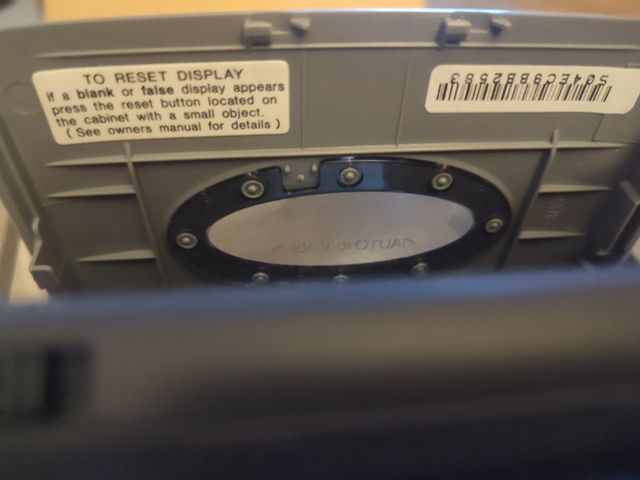 TO RESET DISPLAY
If a blank or false display appears
press the reset button located on
the cabinet with a small object.
( See owners manual for details )